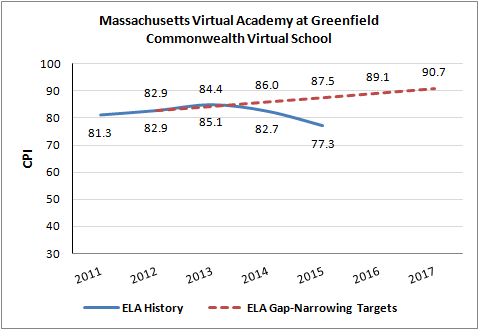 Massachusetts Virtual Academy at Greenfield
Commonwealth Virtual School
100
90
80
70
60
50
40
30
CPI
82.9 84.4 86.0 87.5 89.1 90.7
81.3 82.9 85.1 82.7 77.3
2011 2012 2013 2014 2015 2016 2017
ELA History ELA Gap-Narrowing Targets